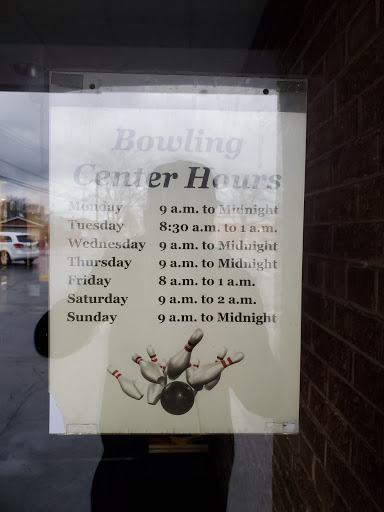 Bowling
Center Hours
Monday 9 a.m. to Midnight
Tuesday 8:30 a.m. to 1 a.m.
Wednesday 9 a.m. to Midnight
Thursday 9 a.m. to Midnight
Friday 8 a.m. to 1 a.m.
Saturday 9 a.m. to 2 a.m.
Sunday 9 a.m. to Midnight